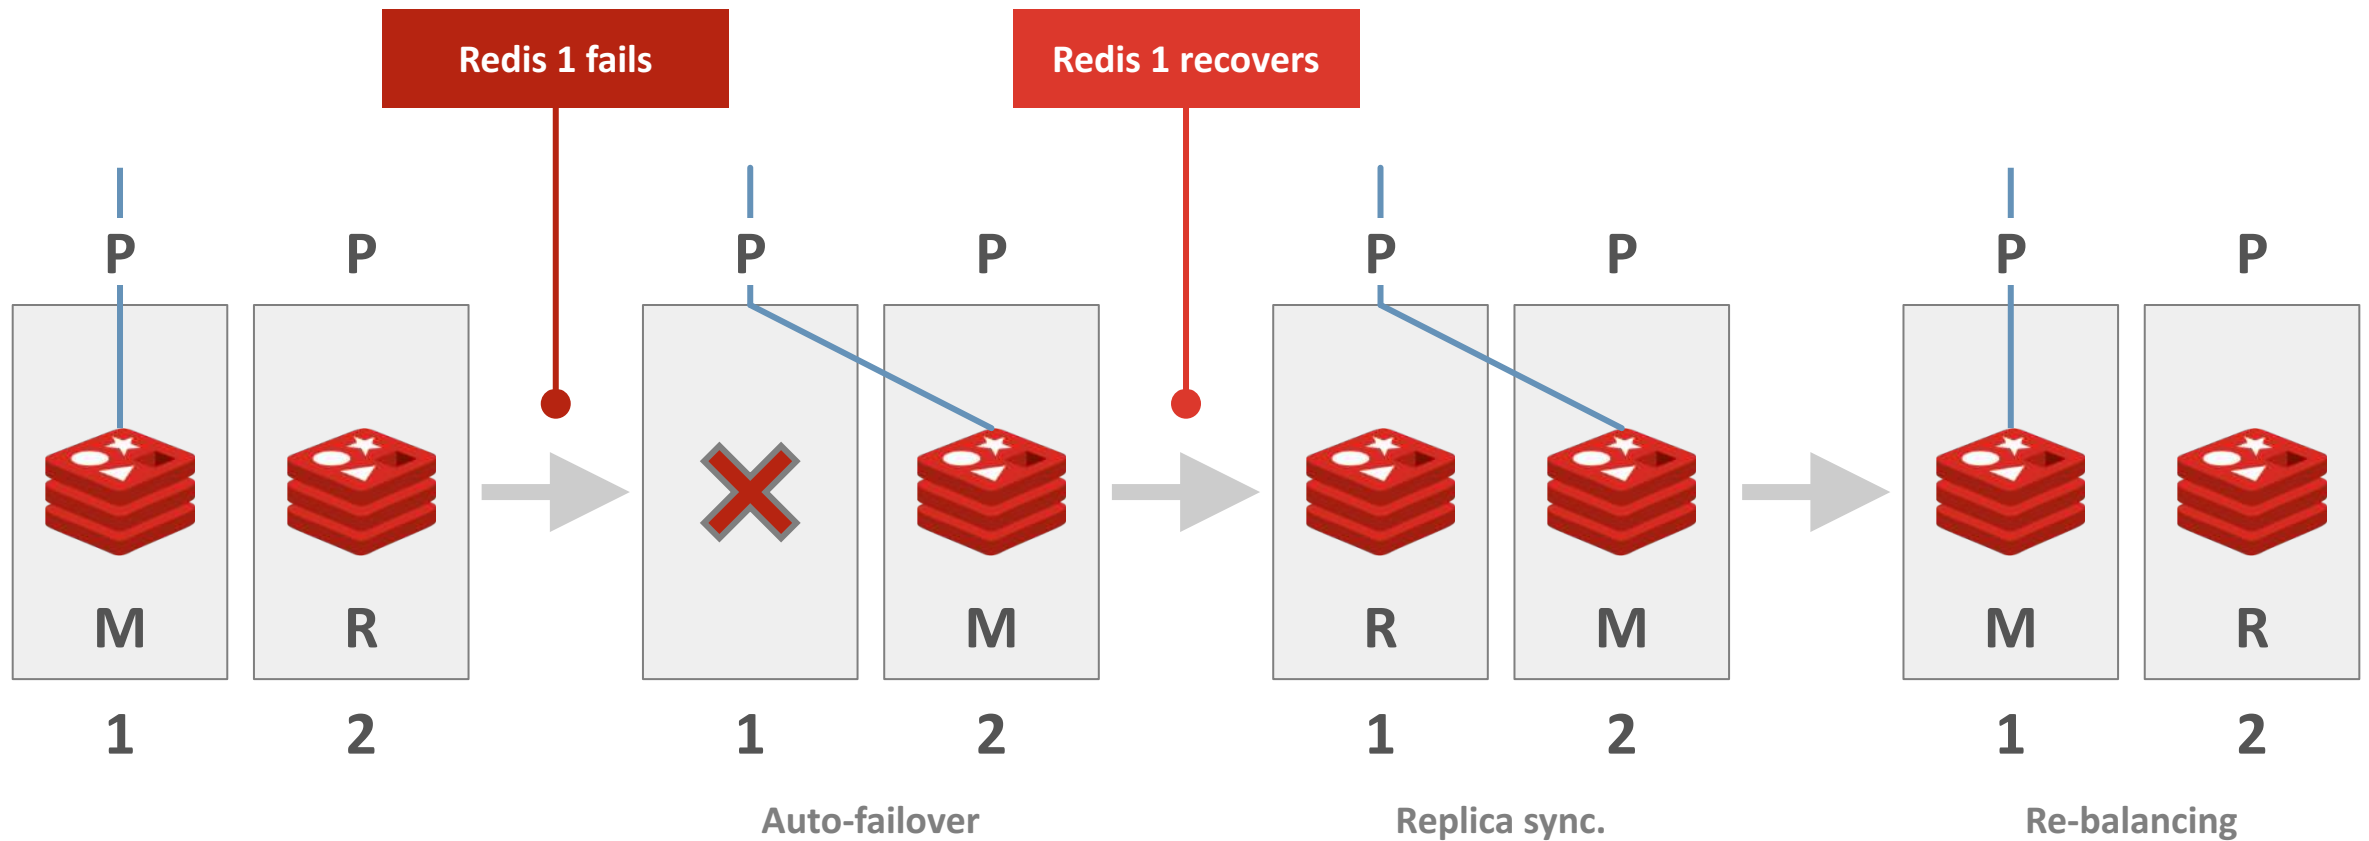 Redis 1 fails
Redis 1 recovers
P P P P P P P P
M R M R M M R
1 2 1 2 1 2 1 2
Auto-failover Replica sync. Re-balancing